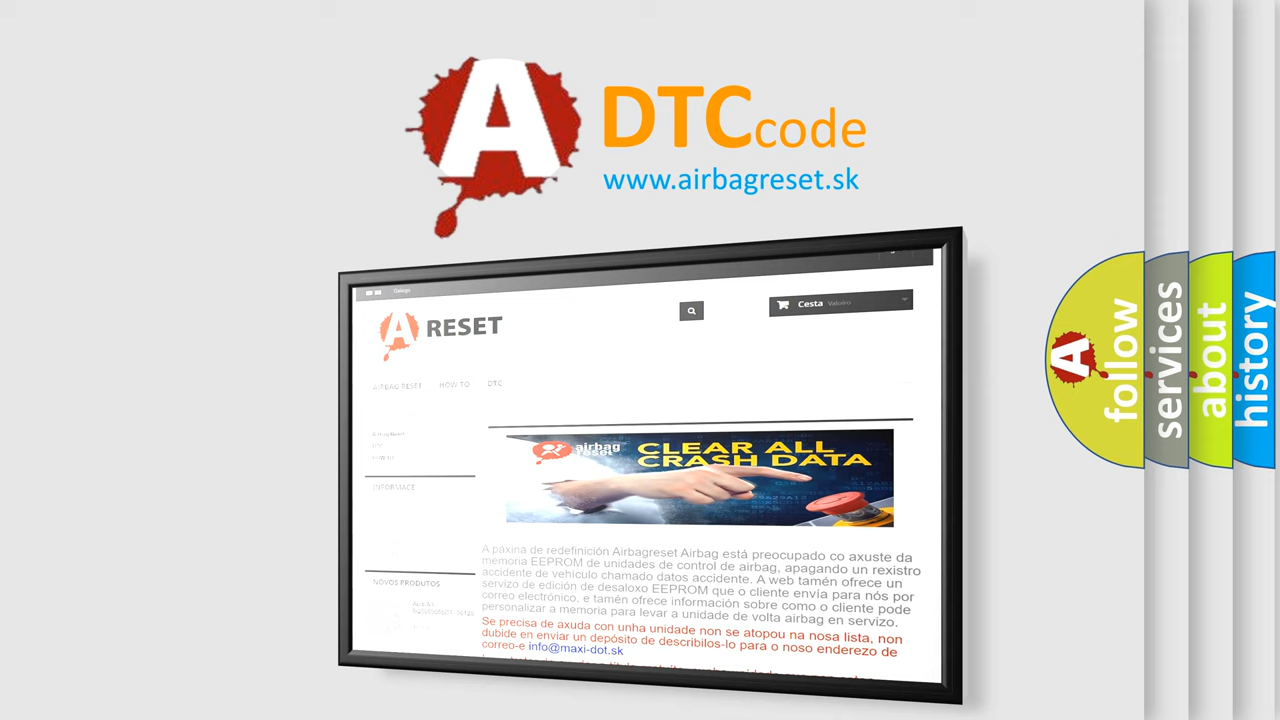 A DTCcode
www.airbagreset.sk
Galego
A RESET
Cesta Valeiro
AIRBAG RESET HOW TO DTC
INFORMACE
NOVOS PRODUTOS
airbag
reset
CLEAR ALL
CRASH DATA
A páxina de redefinición Airbagreset Airbag está preocupado co axuste da
memoria EEPROM de unidades de control de airbag, apagando un rexistro
accidente de vehículo chamado datos accidente. A web tamén ofrece un
servizo de edición de desaloxo EEPROM que o cliente envía para nós por
correo electrónico, e tamén ofrece información sobre como o cliente pode
personalizar a memoria para levar a unidade de volta airbag en servizo.
Se precisa de axuda con unha unidade non se atopou na nosa lista, non
dubide en enviar un depósito de describilos-lo para o noso enderezo de
correo-e info@maxi-dot.sk
A follow
services
about
history